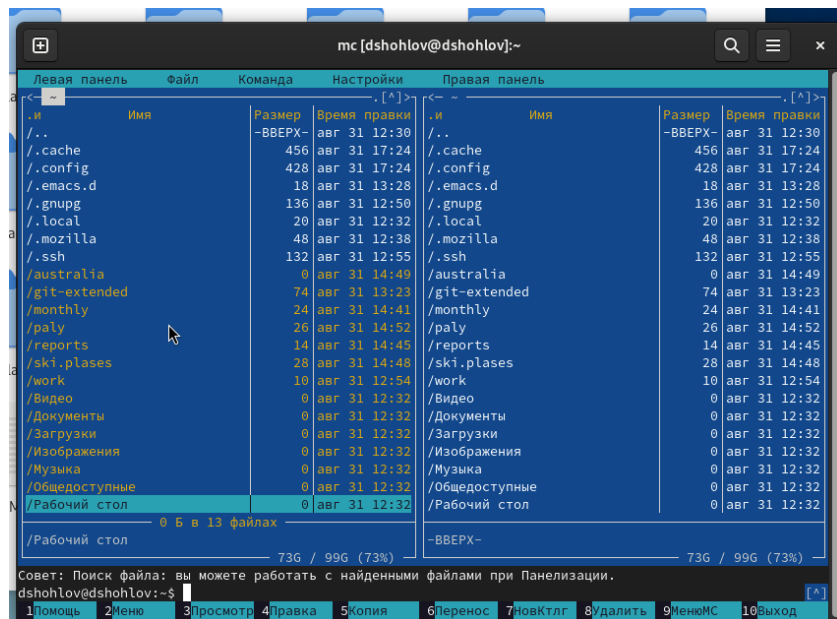 mc [dshohlov@dshohlov]:~
Левая панель Файл Команда Настройки Правая панель
<— ~ .[^]> <— ~ .[^]>
.и Имя Размер Время правки .и Имя Размер Время правки
/.. -ВВЕРХ- авг 31 12:30 /.. -ВВЕРХ- авг 31 12:30
/.cache 456 авг 31 17:24 /.cache 456 авг 31 17:24
/.config 428 авг 31 17:24 /.config 428 авг 31 17:24
/.emacs.d 18 авг 31 13:28 /.emacs.d 18 авг 31 13:28
/.gnupg 136 авг 31 12:50 /.gnupg 136 авг 31 12:50
/.local 20 авг 31 12:32 /.local 20 авг 31 12:32
/.mozilla 48 авг 31 12:38 /.mozilla 48 авг 31 12:38
/.ssh 132 авг 31 12:55 /.ssh 132 авг 31 12:55
/australia 0 авг 31 14:49 /australia 0 авг 31 14:49
/git-extended 74 авг 31 13:23 /git-extended 74 авг 31 13:23
/monthly 24 авг 31 14:41 /monthly 24 авг 31 14:41
/paly 26 авг 31 14:52 /paly 26 авг 31 14:52
/reports 14 авг 31 14:45 /reports 14 авг 31 14:45
/ski.plases 28 авг 31 14:48 /ski.plases 28 авг 31 14:48
/work 10 авг 31 12:54 /work 10 авг 31 12:54
/Видео 0 авг 31 12:32 /Видео 0 авг 31 12:32
/Документы 0 авг 31 12:32 /Документы 0 авг 31 12:32
/Загрузки 0 авг 31 12:32 /Загрузки 0 авг 31 12:32
/Изображения 0 авг 31 12:32 /Изображения 0 авг 31 12:32
/Музыка 0 авг 31 12:32 /Музыка 0 авг 31 12:32
/Общедоступные 0 авг 31 12:32 /Общедоступные 0 авг 31 12:32
/Рабочий стол 0 авг 31 12:32 /Рабочий стол 0 авг 31 12:32
0 Б в 13 файлах
/Рабочий стол -ВВЕРХ-
73G / 99G (73%) 73G / 99G (73%)
Совет: Поиск файла: вы можете работать с найденными файлами при Панелизации.
dshohlov@dshohlov:~$ [^]
1Помощь 2Меню 3Просмотр 4Правка 5Копия 6Перенос 7НовКтлг 8Удалить 9МенюMC 10Выход